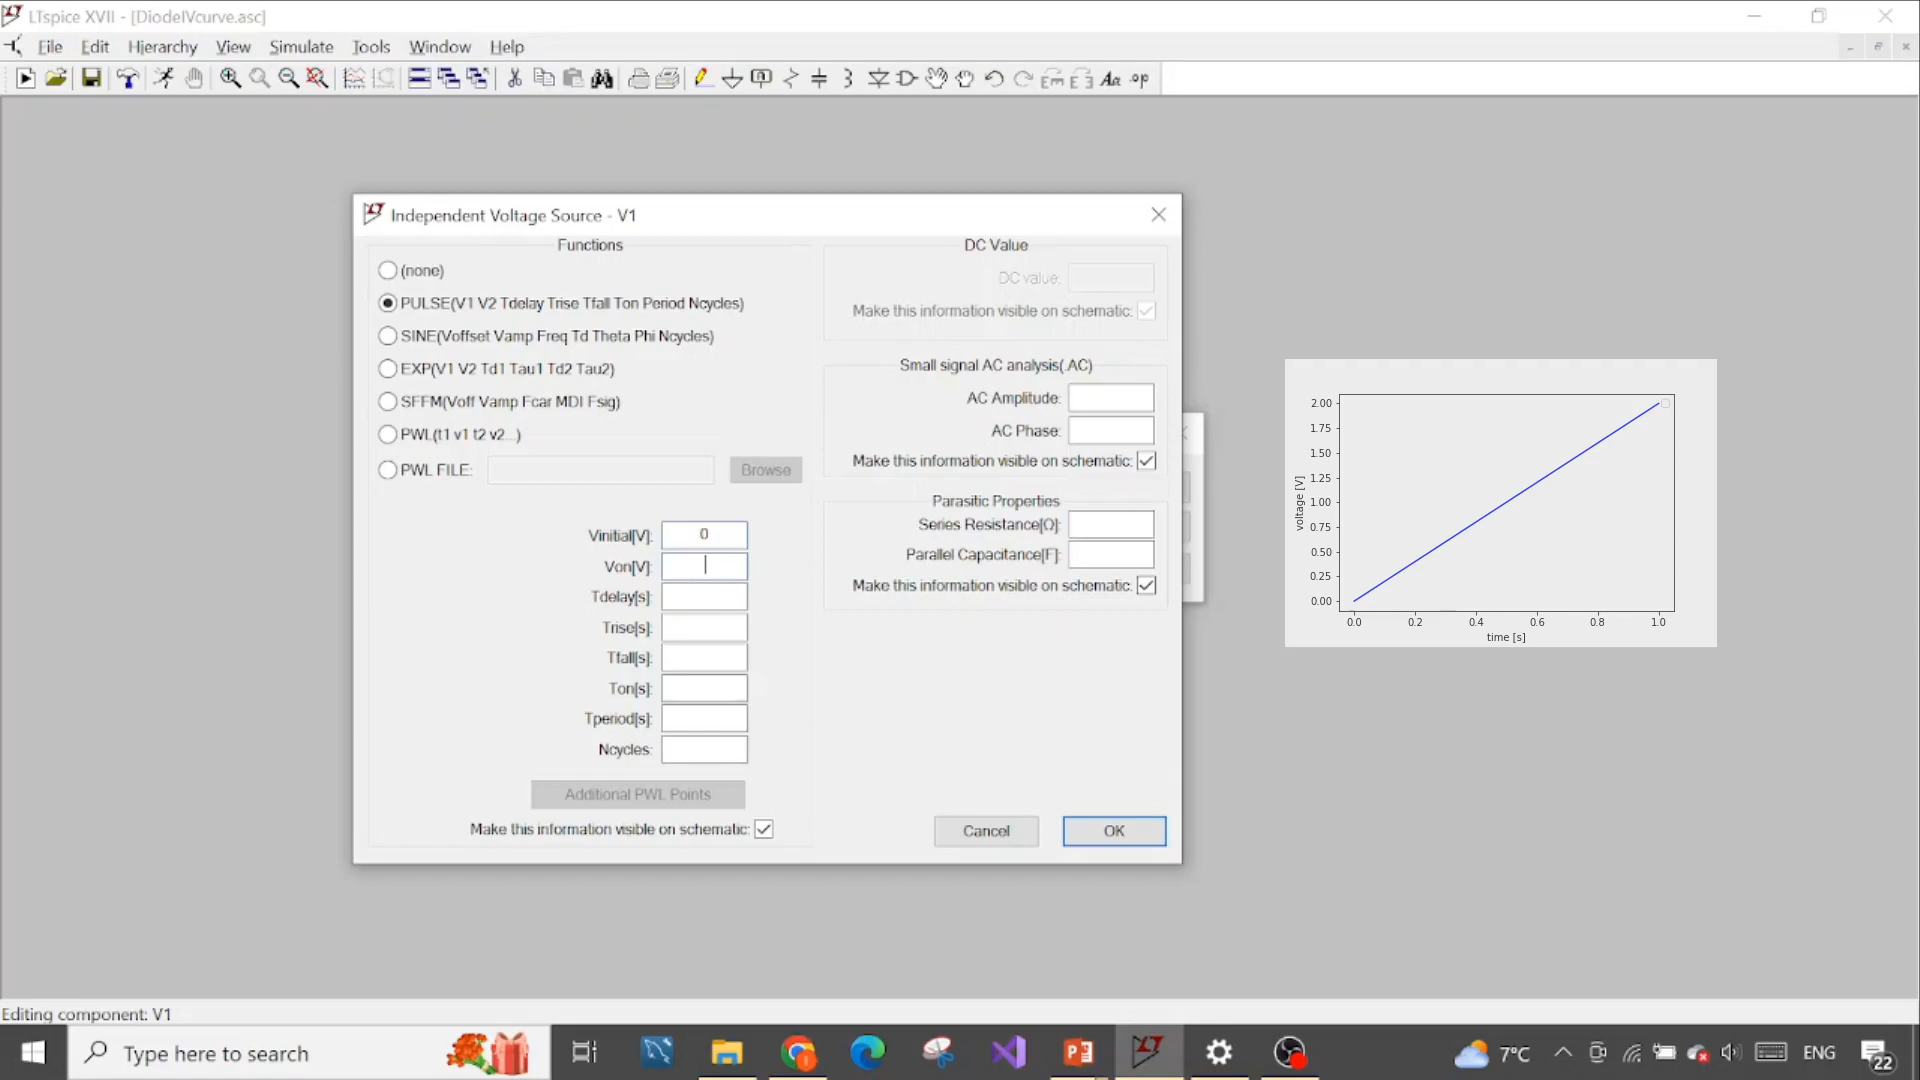 LTspice XVII - [DiodeIVcurve.asc]
File Edit Hierarchy View Simulate Tools Window Help
Aa .op
Independent Voltage Source - V1
Functions
(none)
PULSE(V1 V2 Tdelay Trise Tfall Ton Period Ncycles)
SINE(Voffset Vamp Freq Td Theta Phi Ncycles)
EXP(V1 V2 Td1 Tau1 Td2 Tau2)
SFFM(Voff Vamp Fcar MDI Fsig)
PWL(t1 v1 t2 v2...)
PWL FILE: Browse
Vinitial[V]: 0
Von[V]:
Tdelay[s]:
Trise[s]:
Tfall[s]:
Ton[s]:
Tperiod[s]:
Ncycles:
Additional PWL Points
Make this information visible on schematic:
DC Value
DC value:
Make this information visible on schematic:
Small signal AC analysis(.AC)
AC Amplitude:
AC Phase:
Make this information visible on schematic:
Parasitic Properties
Series Resistance[Ω]:
Parallel Capacitance[F]:
Make this information visible on schematic:
Cancel OK
2.00
1.75
1.50
1.25
1.00
0.75
0.50
0.25
0.00
voltage [V]
0.0 0.2 0.4 0.6 0.8 1.0
time [s]
Editing component: V1
Type here to search
7°C ENG 22